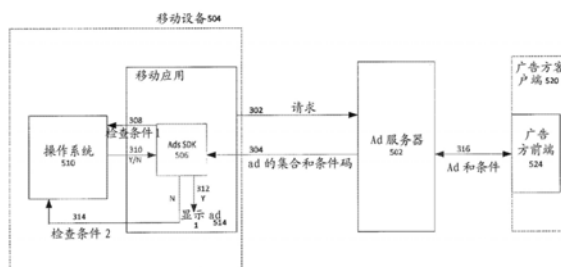 移动设备504
移动应用
308
检查条件 1
操作系统
510
310
Y/N
Ads SDK
506
N
312
Y
显示 ad
1
514
314
检查条件 2
302
请求
304
ad 的集合和条件码
Ad 服务器
502
316
Ad 和条件
广告方客
户端 520
广告
方前端
524